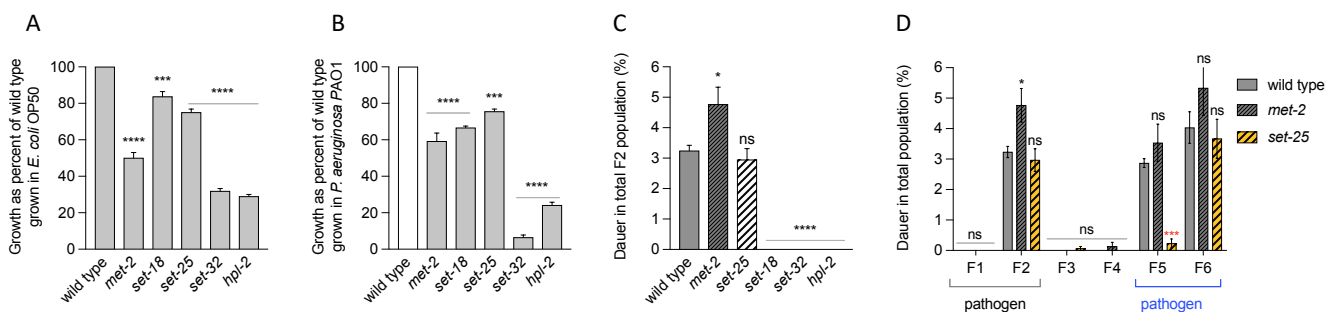 A
Growth as percent of wild type
grown in E. coli OP50
100
80
60
40
20
0
****
***
****
wild type
met-2
set-18
set-25
set-32
hpl-2
B
Growth as percent of wild type
grown in P. aeruginosa PAO1
100
80
60
40
20
0
****
***
****
wild type
met-2
set-18
set-25
set-32
hpl-2
C
Dauer in total F2 population (%)
6
5
4
3
2
1
0
*
ns
****
wild type
met-2
set-25
set-18
set-32
hpl-2
D
Dauer in total population (%)
6
5
4
3
2
1
0
ns
*
ns
ns
ns
***
ns
ns
F1
F2
F3
F4
F5
F6
pathogen
pathogen
wild type
met-2
set-25